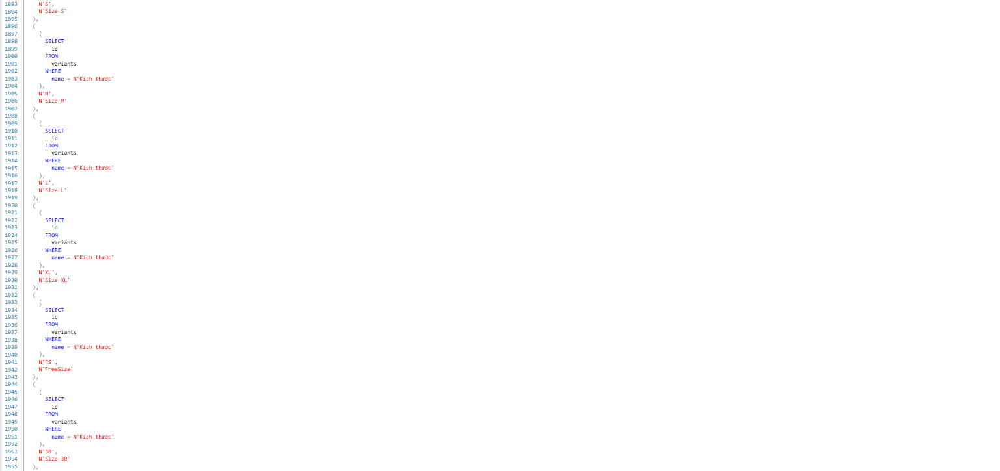 1893 N'S',
1894 N'Size S'
1895 ),
1896 (
1897 (
1898 SELECT
1899 id
1900 FROM
1901 variants
1902 WHERE
1903 name = N'Kích thước'
1904 ),
1905 N'M',
1906 N'Size M'
1907 ),
1908 (
1909 (
1910 SELECT
1911 id
1912 FROM
1913 variants
1914 WHERE
1915 name = N'Kích thước'
1916 ),
1917 N'L',
1918 N'Size L'
1919 ),
1920 (
1921 (
1922 SELECT
1923 id
1924 FROM
1925 variants
1926 WHERE
1927 name = N'Kích thước'
1928 ),
1929 N'XL',
1930 N'Size XL'
1931 ),
1932 (
1933 (
1934 SELECT
1935 id
1936 FROM
1937 variants
1938 WHERE
1939 name = N'Kích thước'
1940 ),
1941 N'FS',
1942 N'FreeSize'
1943 ),
1944 (
1945 (
1946 SELECT
1947 id
1948 FROM
1949 variants
1950 WHERE
1951 name = N'Kích thước'
1952 ),
1953 N'30',
1954 N'Size 30'
1955 ),